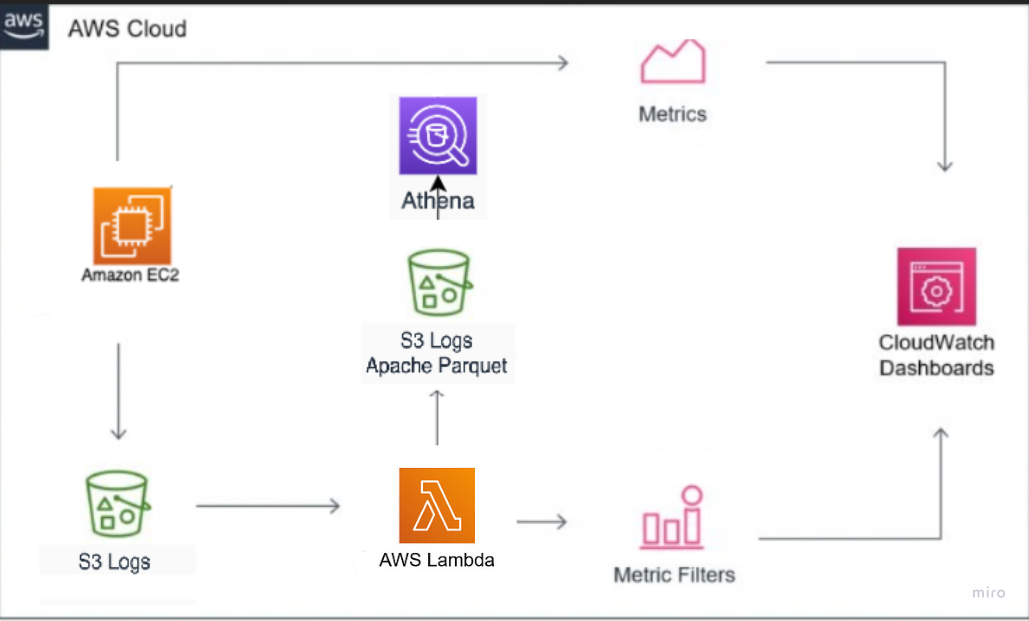 aws
AWS Cloud
Metrics
Athena
Amazon EC2
S3 Logs
Apache Parquet
CloudWatch
Dashboards
S3 Logs
AWS Lambda
Metric Filters
miro